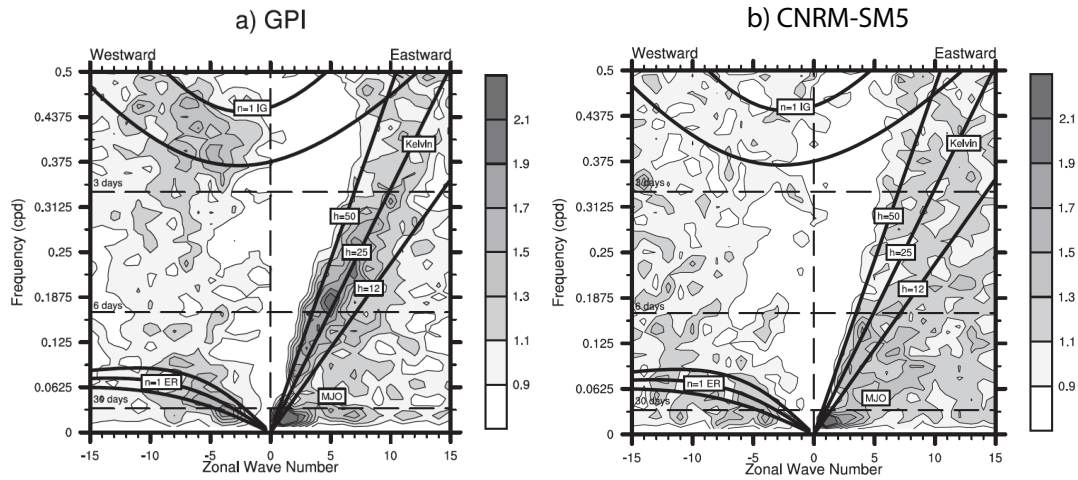 a) GPI
Westward Eastward
0.5
0.4375
0.375
0.3125
0.25
0.1875
0.125
0.0625
0
Frequency (cpd)
n=1 IG
Kelvin
3 days
h=50
h=25
h=12
6 days
n=1 ER
MJO
30 days
-15 -10 -5 0 5 10 15
Zonal Wave Number
2.1
1.9
1.7
1.5
1.3
1.1
0.9
b) CNRM-SM5
Westward Eastward
0.5
0.4375
0.375
0.3125
0.25
0.1875
0.125
0.0625
0
Frequency (cpd)
n=1 IG
Kelvin
3 days
h=50
h=25
h=12
6 days
n=1 ER
MJO
30 days
-15 -10 -5 0 5 10 15
Zonal Wave Number
2.1
1.9
1.7
1.5
1.3
1.1
0.9